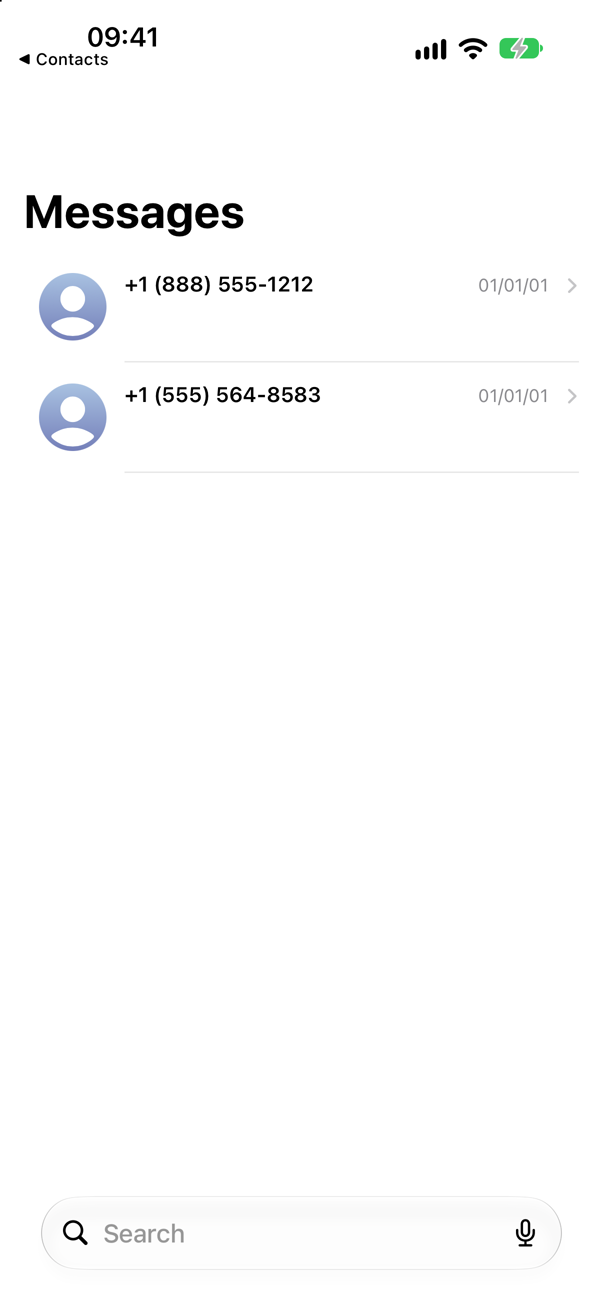 09:41
◀ Contacts
Messages
+1 (888) 555-1212 01/01/01
+1 (555) 564-8583 01/01/01
Search